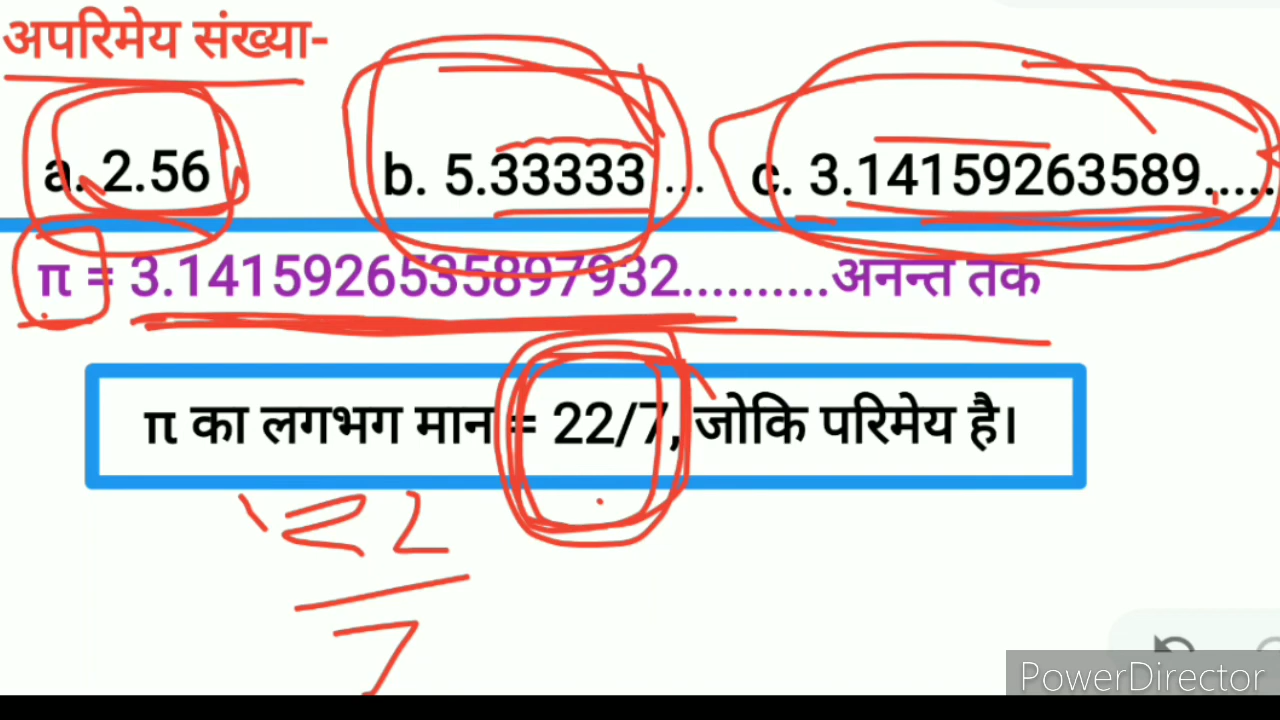 अपरिमेय संख्या-
a. 2.56 b. 5.33333 ... c. 3.14159263589......
π = 3.1415926535897932..........अनन्त तक
π का लगभग मान = 22/7, जोकि परिमेय है।
22
7
PowerDirector